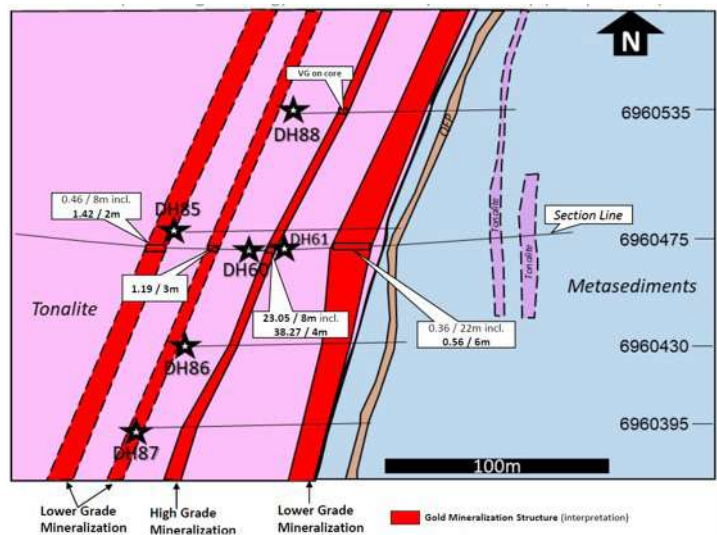 N
VG on core
DH88
QFP
6960535
0.46 / 8m incl.
1.42 / 2m
DH85
Section Line
DH61
6960475
DH60
Tonalite
Tonalite
1.19 / 3m
Tonalite
23.05 / 8m incl.
38.27 / 4m
0.36 / 22m incl.
0.56 / 6m
Metasediments
DH86
6960430
DH87
6960395
100m
Lower Grade
Mineralization
High Grade
Mineralization
Lower Grade
Mineralization
Gold Mineralization Structure (interpretation)